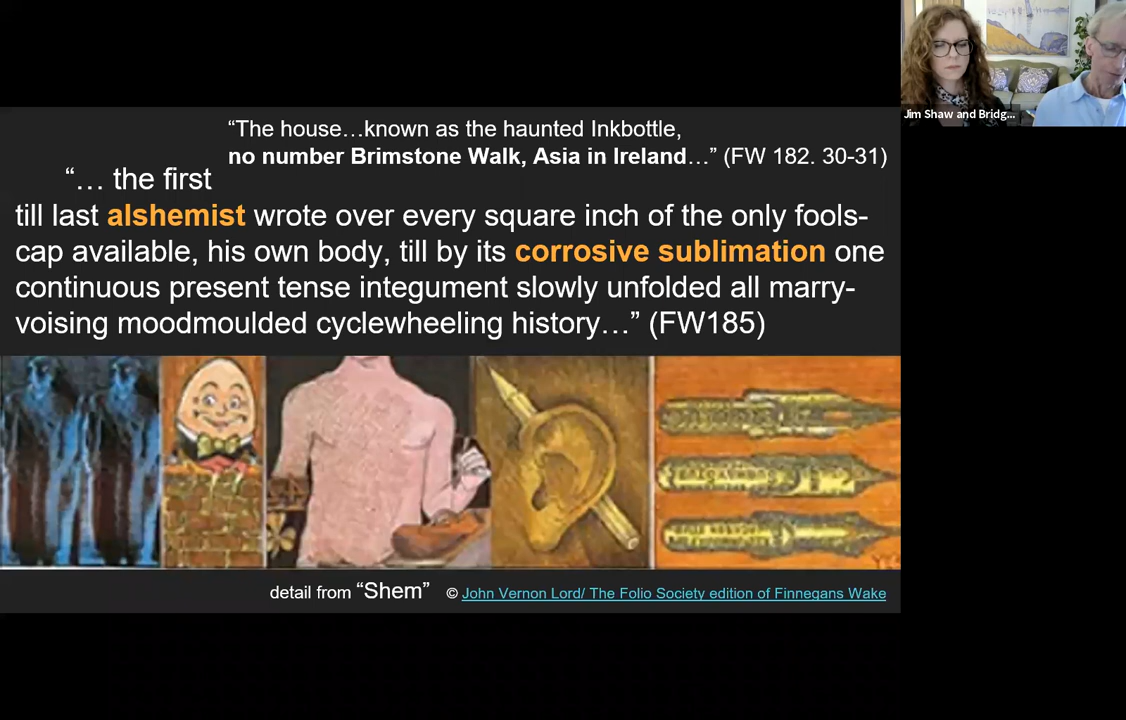 “The house…known as the haunted Inkbottle,
no number Brimstone Walk, Asia in Ireland…” (FW 182. 30-31)
“… the first
till last alshemist wrote over every square inch of the only fools-
cap available, his own body, till by its corrosive sublimation one
continuous present tense integument slowly unfolded all marry-
voising moodmoulded cyclewheeling history…” (FW185)
detail from “Shem” © John Vernon Lord/ The Folio Society edition of Finnegans Wake
Jim Shaw and Bridg...